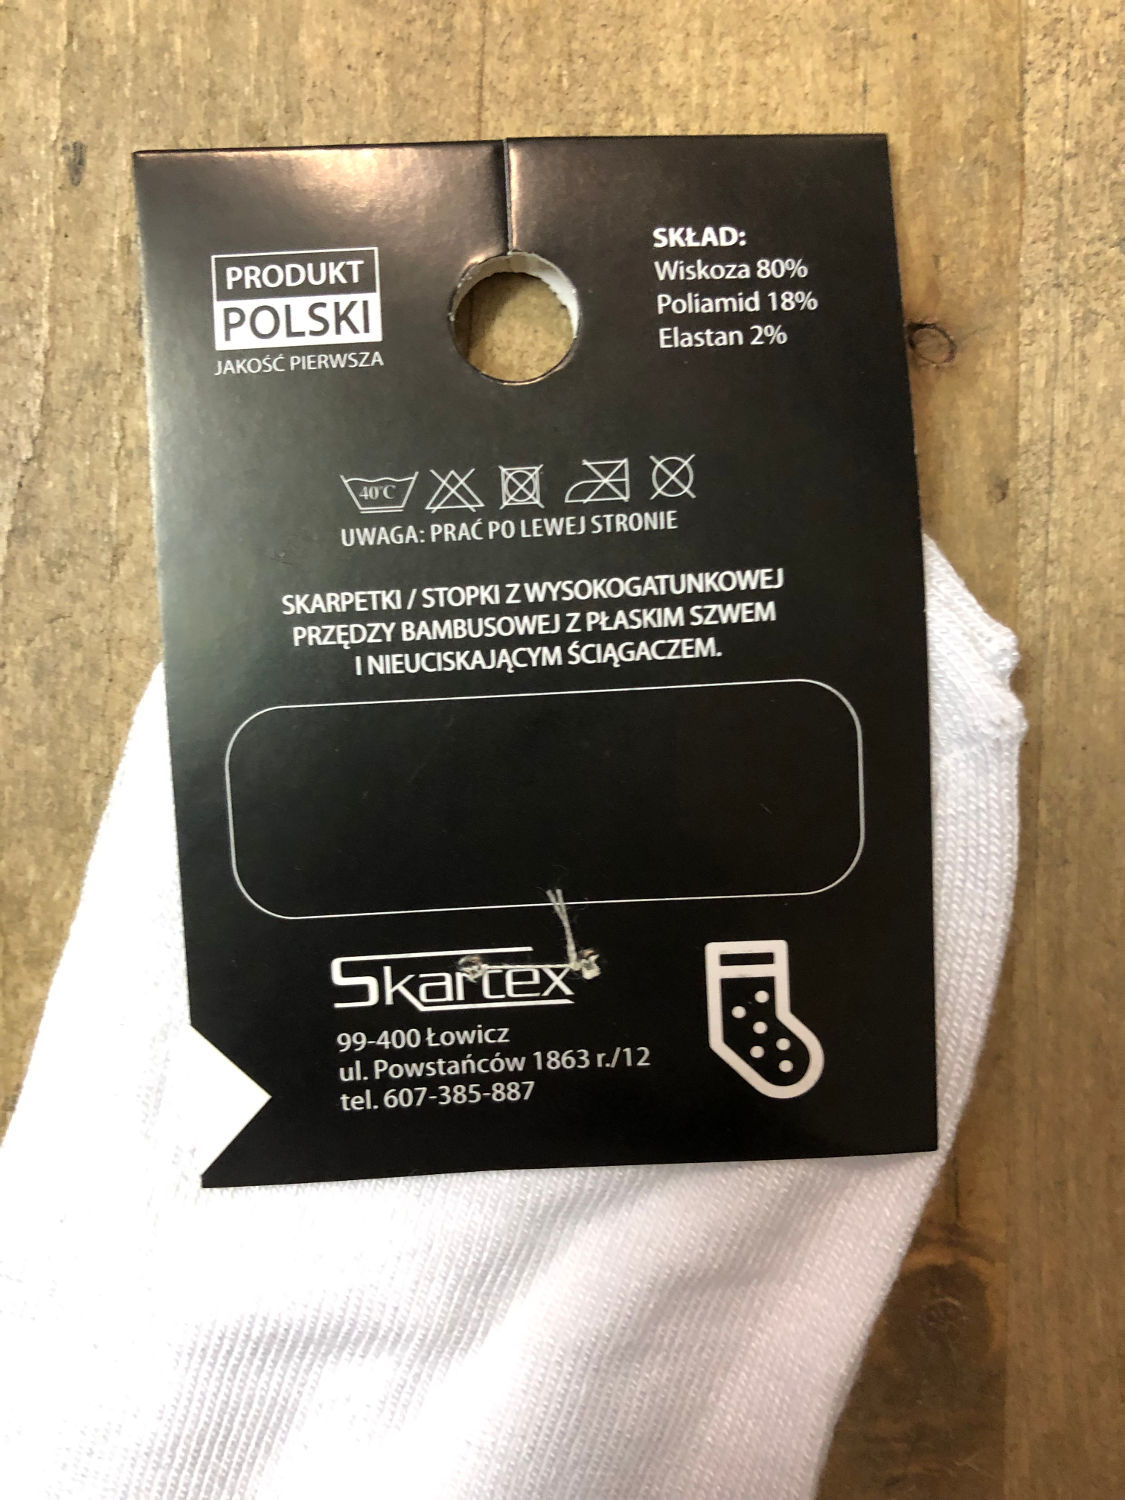 PRODUKT
POLSKI
JAKOŚĆ PIERWSZA
SKŁAD:
Wiskoza 80%
Poliamid 18%
Elastan 2%
40°C
UWAGA: PRAĆ PO LEWEJ STRONIE
SKARPETKI / STOPKI Z WYSOKOGATUNKOWEJ
PRZĘDZY BAMBUSOWEJ Z PŁASKIM SZWEM
I NIEUCISKAJĄCYM ŚCIĄGACZEM.
Skartex
99-400 Łowicz
ul. Powstańców 1863 r./12
tel. 607-385-887